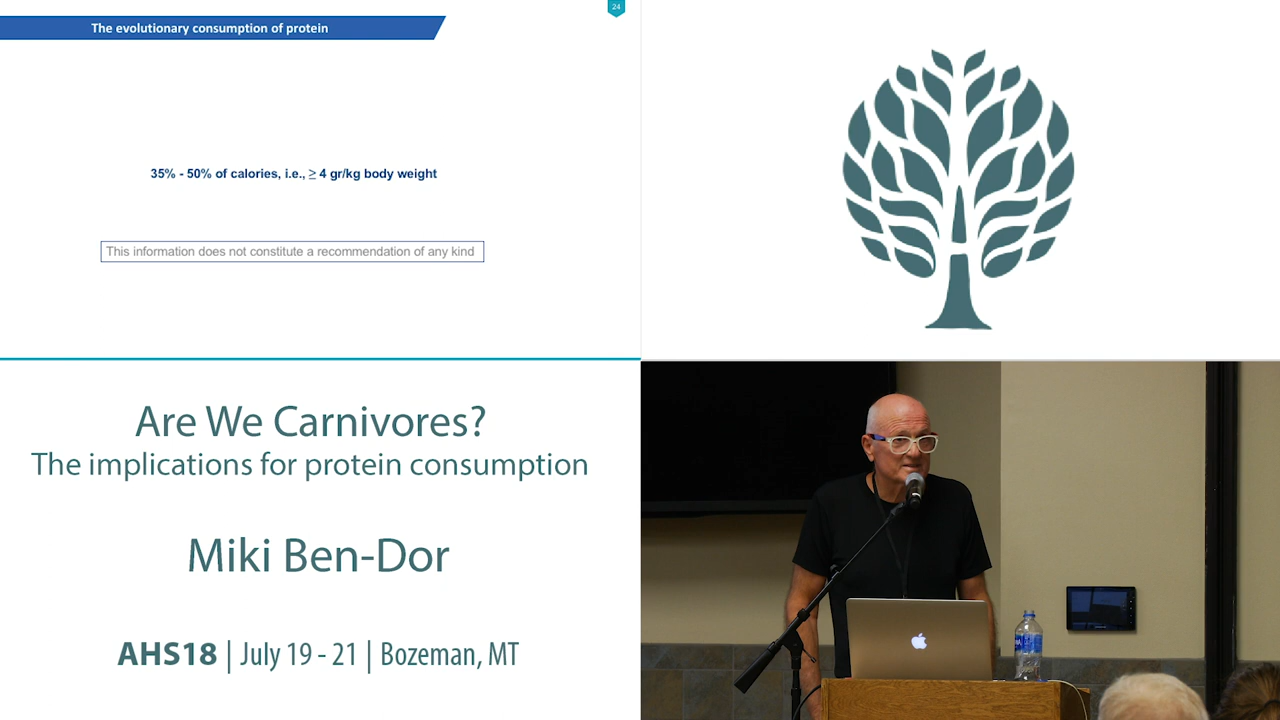 24
The evolutionary consumption of protein
35% - 50% of calories, i.e., ≥ 4 gr/kg body weight
This information does not constitute a recommendation of any kind
Are We Carnivores?
The implications for protein consumption
Miki Ben-Dor
AHS18 | July 19 - 21 | Bozeman, MT